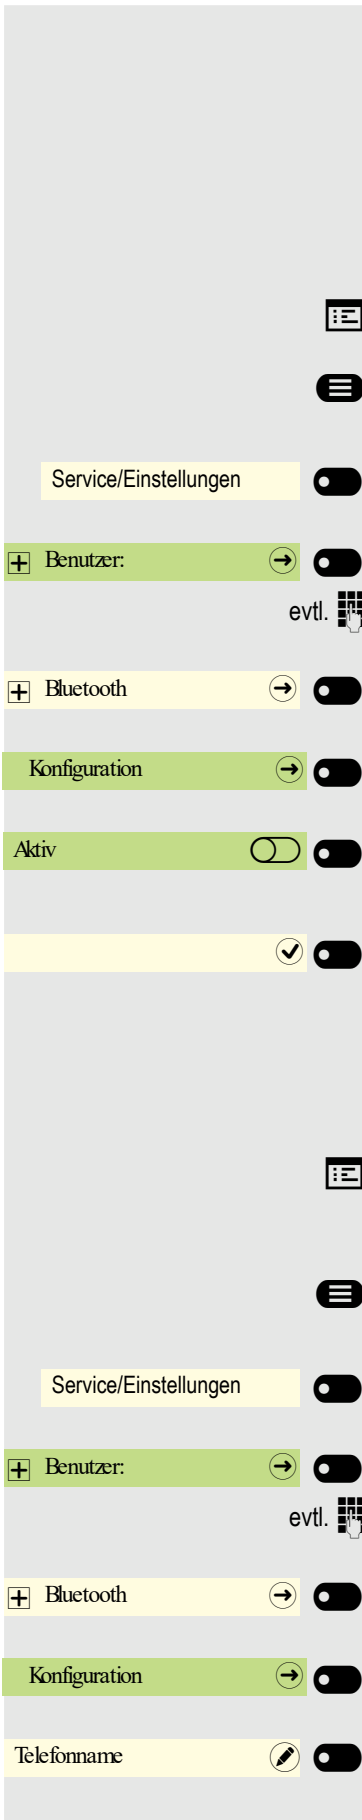 Service/Einstellungen
Benutzer:
evtl.
Bluetooth
Konfiguration
Aktiv
Service/Einstellungen
Benutzer:
evtl.
Bluetooth
Konfiguration
Telefonname